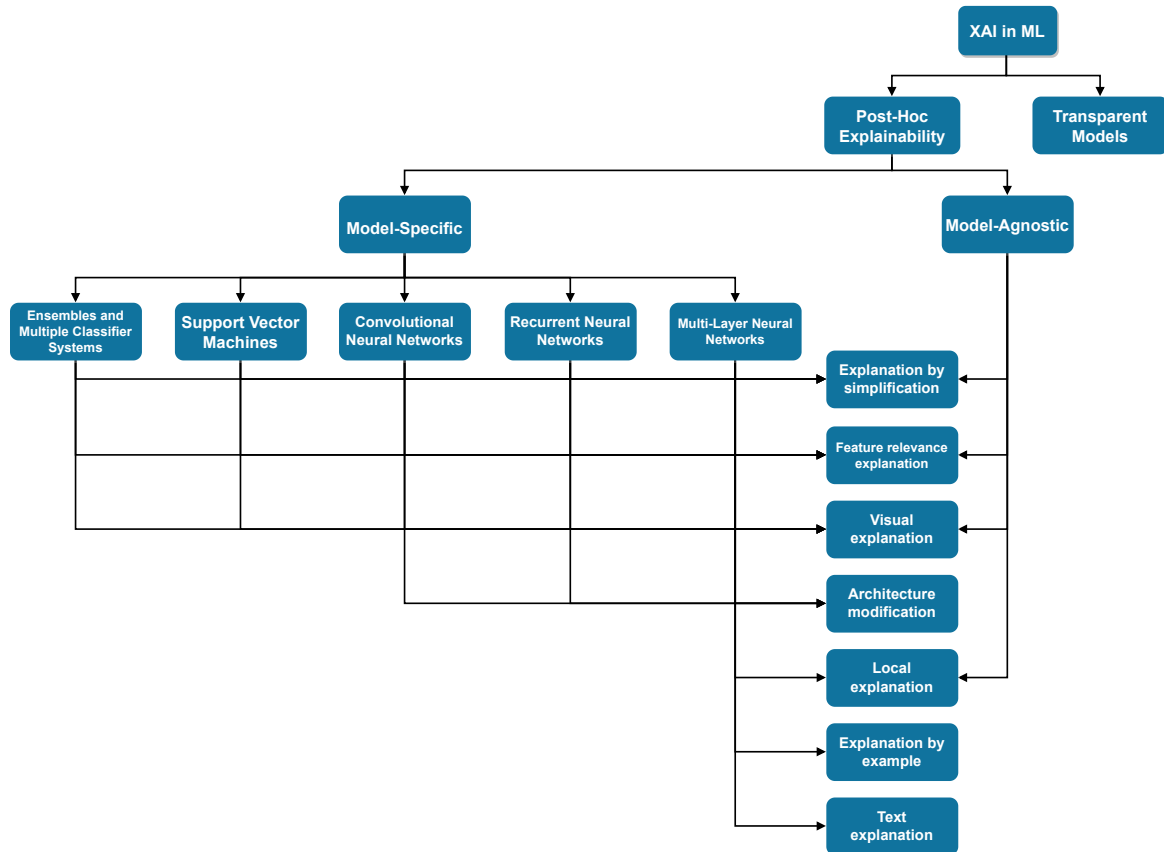 XAI in ML
Post-Hoc
Explainability
Transparent
Models
Model-Specific
Model-Agnostic
Ensembles and
Multiple Classifier
Systems
Support Vector
Machines
Convolutional
Neural Networks
Recurrent Neural
Networks
Multi-Layer Neural
Networks
Explanation by
simplification
Feature relevance
explanation
Visual
explanation
Architecture
modification
Local
explanation
Explanation by
example
Text
explanation